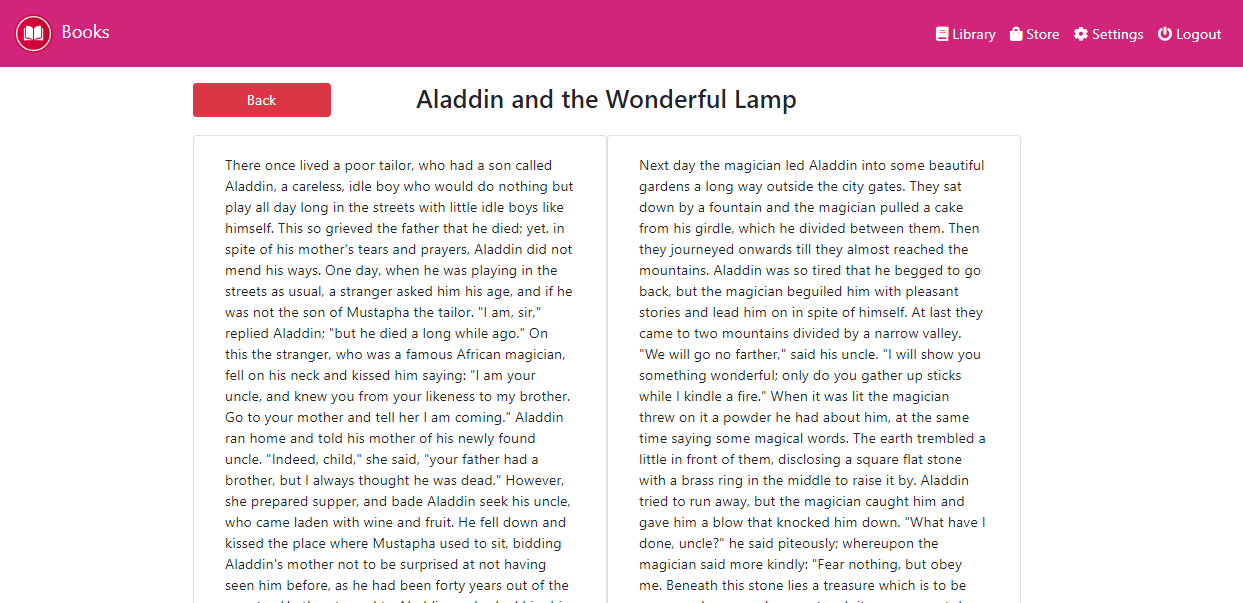 Books
Library
Store
Settings
Logout
Back
Aladdin and the Wonderful Lamp
There once lived a poor tailor, who had a son called
Aladdin, a careless, idle boy who would do nothing but
play all day long in the streets with little idle boys like
himself. This so grieved the father that he died; yet, in
spite of his mother's tears and prayers, Aladdin did not
mend his ways. One day, when he was playing in the
streets as usual, a stranger asked him his age, and if he
was not the son of Mustapha the tailor. "I am, sir,"
replied Aladdin; "but he died a long while ago." On
this the stranger, who was a famous African magician,
fell on his neck and kissed him saying: "I am your
uncle, and knew you from your likeness to my brother.
Go to your mother and tell her I am coming." Aladdin
ran home and told his mother of his newly found
uncle. "Indeed, child," she said, "your father had a
brother, but I always thought he was dead." However,
she prepared supper, and bade Aladdin seek his uncle,
who came laden with wine and fruit. He fell down and
kissed the place where Mustapha used to sit, bidding
Aladdin's mother not to be surprised at not having
seen him before, as he had been forty years out of the
Next day the magician led Aladdin into some beautiful
gardens a long way outside the city gates. They sat
down by a fountain and the magician pulled a cake
from his girdle, which he divided between them. Then
they journeyed onwards till they almost reached the
mountains. Aladdin was so tired that he begged to go
back, but the magician beguiled him with pleasant
stories and lead him on in spite of himself. At last they
came to two mountains divided by a narrow valley.
"We will go no farther," said his uncle. "I will show you
something wonderful; only do you gather up sticks
while I kindle a fire." When it was lit the magician
threw on it a powder he had about him, at the same
time saying some magical words. The earth trembled a
little in front of them, disclosing a square flat stone
with a brass ring in the middle to raise it by. Aladdin
tried to run away, but the magician caught him and
gave him a blow that knocked him down. "What have I
done, uncle?" he said piteously; whereupon the
magician said more kindly: "Fear nothing, but obey
me. Beneath this stone lies a treasure which is to be